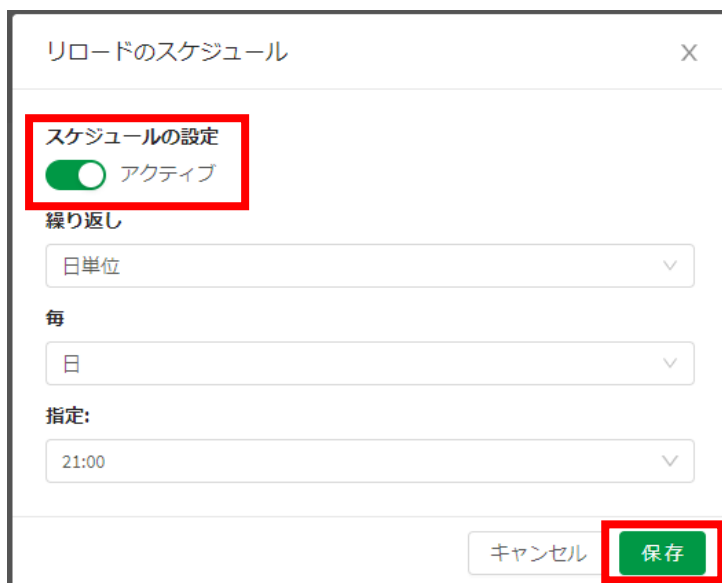 リロードのスケジュール
スケジュールの設定
アクティブ
繰り返し
日単位
毎
日
指定:
21:00
キャンセル
保存